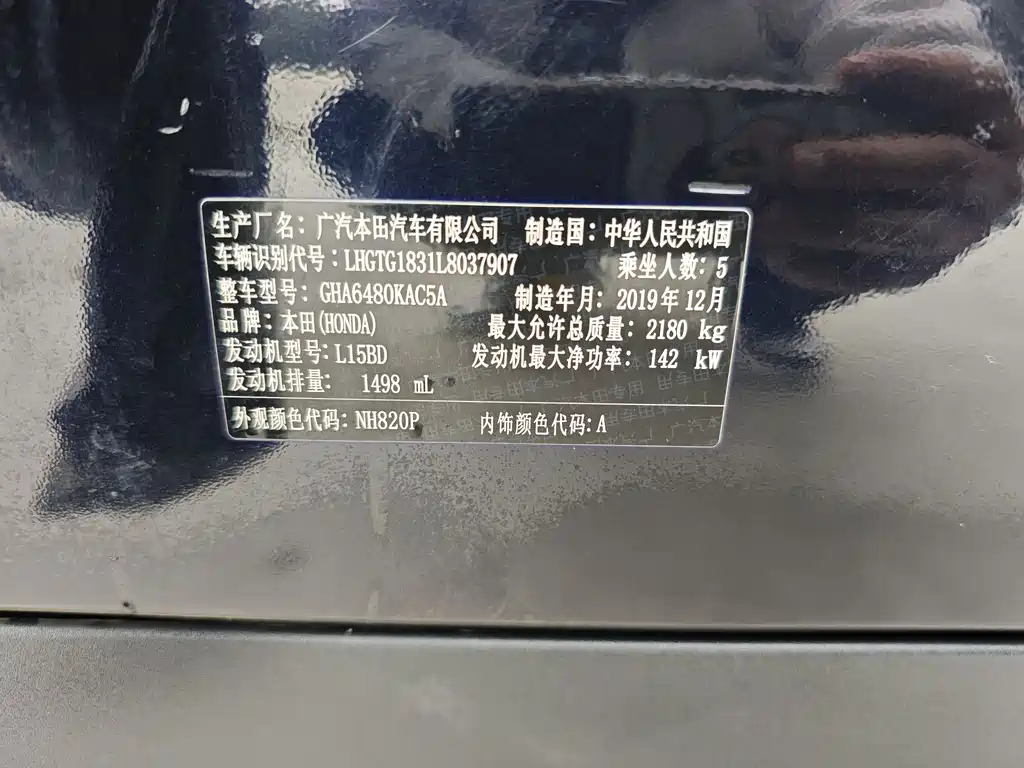 生产厂名：广汽本田汽车有限公司 制造国：中华人民共和国
车辆识别代号：LHGTG1831L8037907 乘坐人数：5
整车型号：GHA6480KAC5A 制造年月：2019年12月
品牌：本田(HONDA) 最大允许总质量：2180 kg
发动机型号：L15BD 发动机最大净功率：142 kW
发动机排量： 1498 mL
外观颜色代码：NH820P 内饰颜色代码：A